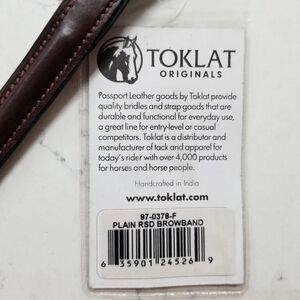 TOKLAT
ORIGINALS
Passport Leather goods by Toklat provide
quality bridles and strap goods that are
durable and functional for everyday use,
a great line for entry-level or casual
competitors. Toklat is a distributor and
manufacturer of tack and apparel for
today's rider with over 4,000 products
for horses and horse people.
Handcrafted in India
www.toklat.com
97-0378-F
PLAIN RSD BROWBAND
6 35901 24526 9